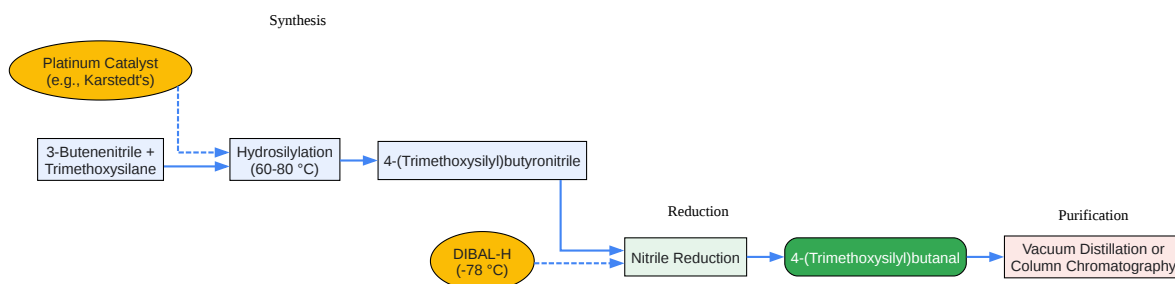 Synthesis
Platinum Catalyst
(e.g., Karstedt's)
3-Butenenitrile +
Trimethoxysilane
Hydrosilylation
(60-80 °C)
4-(Trimethoxysilyl)butyronitrile
Reduction
Purification
DIBAL-H
(-78 °C)
Nitrile Reduction
4-(Trimethoxysilyl)butanal
Vacuum Distillation or
Column Chromatography